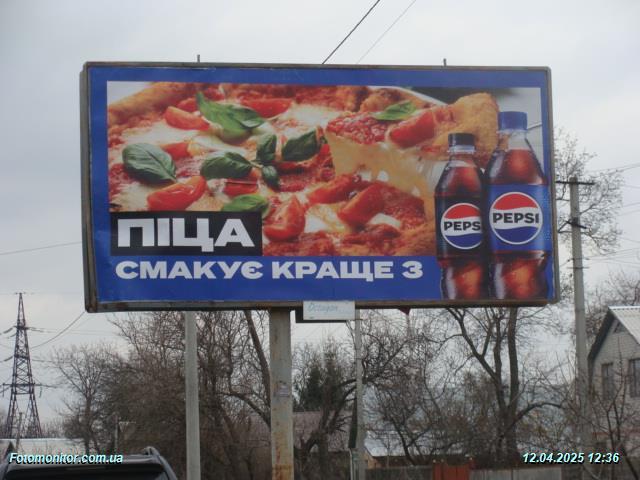 ПІЦА
СМАКУЄ КРАЩЕ З
PEPSI
PEPSI
Fotomonitor.com.ua
12.04.2025 12:36